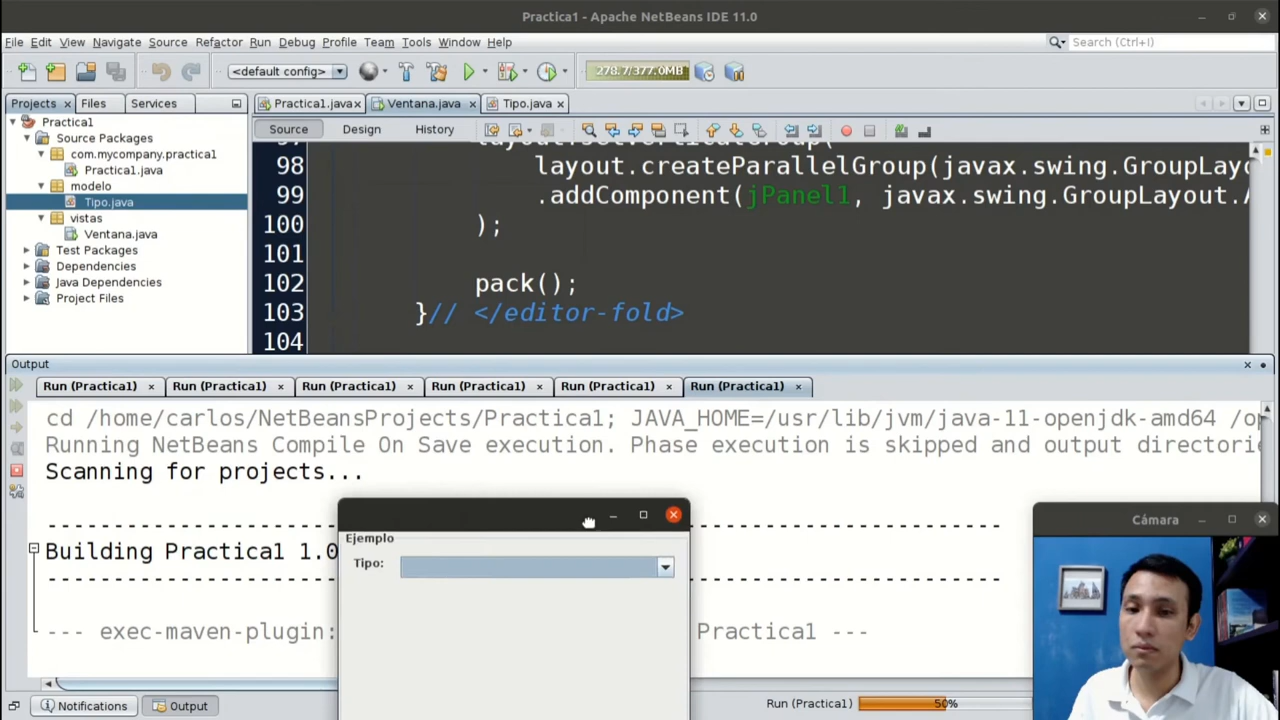 Practica1 - Apache NetBeans IDE 11.0
File Edit View Navigate Source Refactor Run Debug Profile Team Tools Window Help
Search (Ctrl+I)
<default config>
278.7/377.0MB
Projects Files Services
Practica1.java Ventana.java Tipo.java
Source Design History
Practica1
Source Packages
com.mycompany.practica1
Practica1.java
modelo
Tipo.java
vistas
Ventana.java
Test Packages
Dependencies
Java Dependencies
Project Files
98 layout.createParallelGroup(javax.swing.GroupLayo
99 .addComponent(jPanel1, javax.swing.GroupLayout.
100 );
101
102 pack();
103 }// </editor-fold>
104
Output
Run (Practica1) Run (Practica1) Run (Practica1) Run (Practica1) Run (Practica1) Run (Practica1)
cd /home/carlos/NetBeansProjects/Practica1; JAVA_HOME=/usr/lib/jvm/java-11-openjdk-amd64 /op
Running NetBeans Compile On Save execution. Phase execution is skipped and output directorie
Scanning for projects...
Building Practica1 1.0
--- exec-maven-plugin: Practica1 ---
Ejemplo
Tipo:
Cámara
Notifications Output
Run (Practica1) 50%